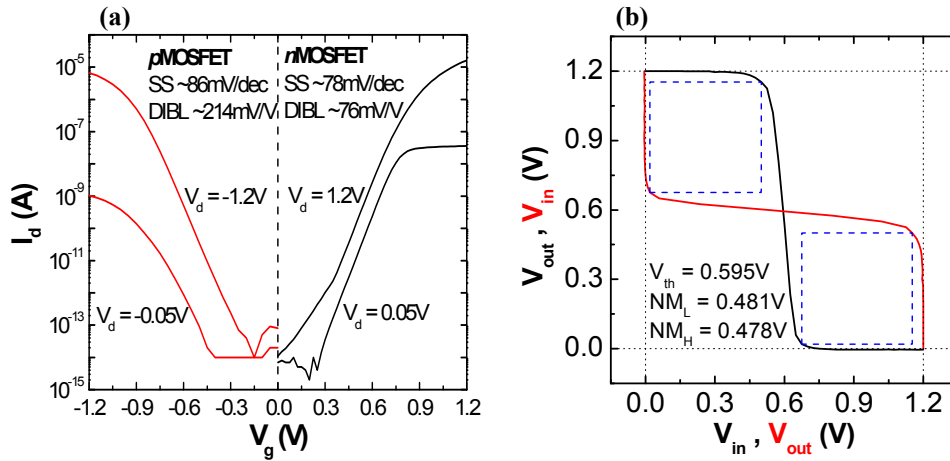 (a)
pMOSFET
SS ~86mV/dec
DIBL ~214mV/V
nMOSFET
SS ~78mV/dec
DIBL ~76mV/V
V_d = -1.2V
V_d = 1.2V
V_d = -0.05V
V_d = 0.05V
I_d (A)
10^-5
10^-7
10^-9
10^-11
10^-13
10^-15
-1.2 -0.9 -0.6 -0.3 0.0 0.3 0.6 0.9 1.2
V_g (V)
(b)
V_out , V_in (V)
1.2
0.9
0.6
0.3
0.0
V_th = 0.595V
NM_L = 0.481V
NM_H = 0.478V
0.0 0.3 0.6 0.9 1.2
V_in , V_out (V)